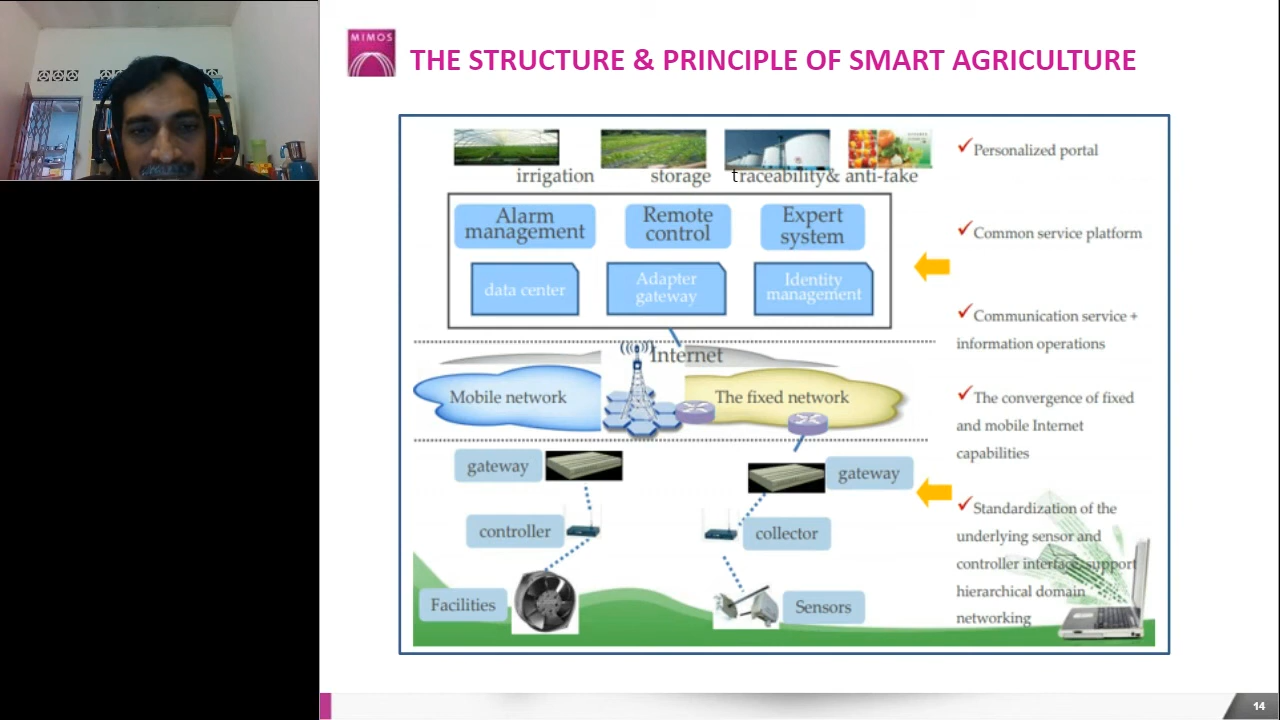 MIMOS
THE STRUCTURE & PRINCIPLE OF SMART AGRICULTURE
irrigation
storage
traceability& anti-fake
Alarm
management
Remote
control
Expert
system
data center
Adapter
gateway
Identity
management
Internet
Mobile network
The fixed network
gateway
gateway
controller
collector
Facilities
Sensors
✓Personalized portal
✓Common service platform
✓Communication service +
information operations
✓The convergence of fixed
and mobile Internet
capabilities
✓Standardization of the
underlying sensor and
controller interface, support
hierarchical domain
networking
14